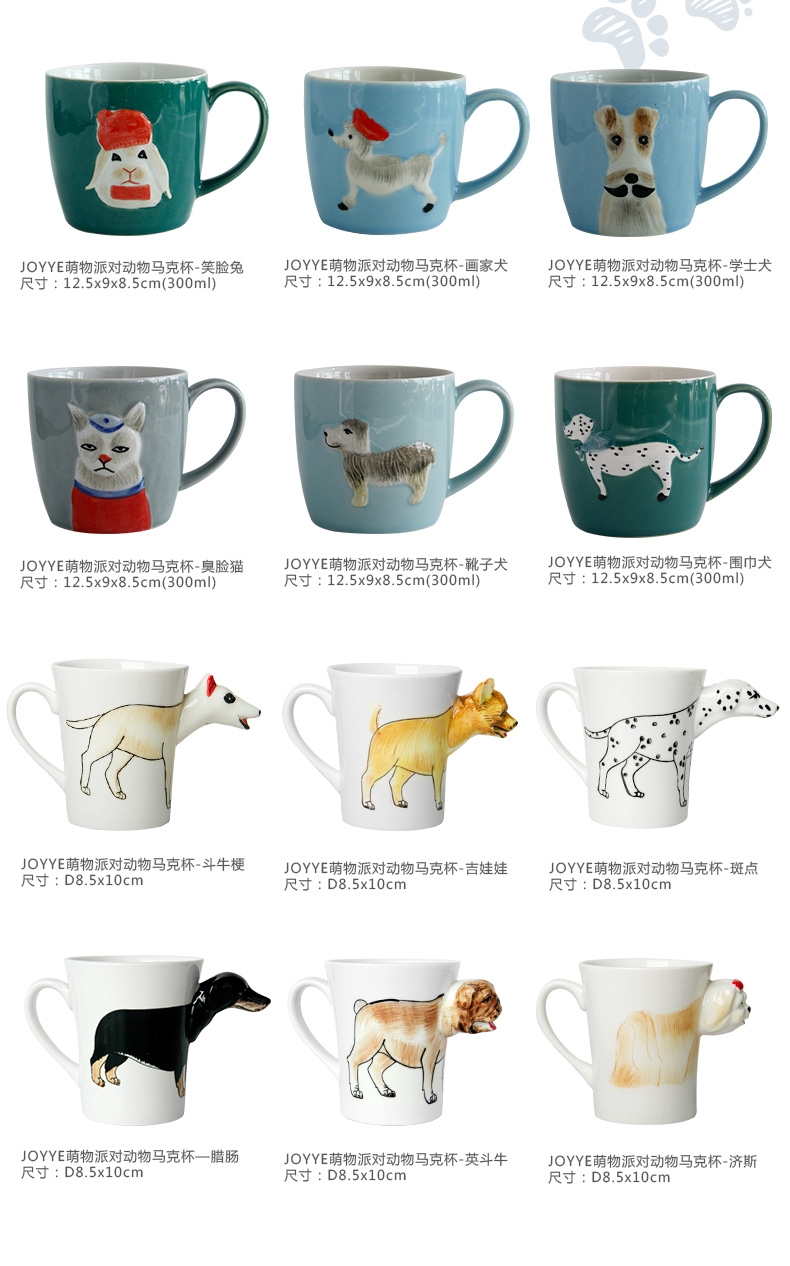 JOYYE萌物派对动物马克杯-笑脸兔
尺寸：12.5x9x8.5cm(300ml)
JOYYE萌物派对动物马克杯-画家犬
尺寸：12.5x9x8.5cm(300ml)
JOYYE萌物派对动物马克杯-学士犬
尺寸：12.5x9x8.5cm(300ml)
JOYYE萌物派对动物马克杯-臭脸猫
尺寸：12.5x9x8.5cm(300ml)
JOYYE萌物派对动物马克杯-靴子犬
尺寸：12.5x9x8.5cm(300ml)
JOYYE萌物派对动物马克杯-围巾犬
尺寸：12.5x9x8.5cm(300ml)
JOYYE萌物派对动物马克杯-斗牛梗
尺寸：D8.5x10cm
JOYYE萌物派对动物马克杯-吉娃娃
尺寸：D8.5x10cm
JOYYE萌物派对动物马克杯-斑点
尺寸：D8.5x10cm
JOYYE萌物派对动物马克杯—腊肠
尺寸：D8.5x10cm
JOYYE萌物派对动物马克杯-英斗牛
尺寸：D8.5x10cm
JOYYE萌物派对动物马克杯-济斯
尺寸：D8.5x10cm